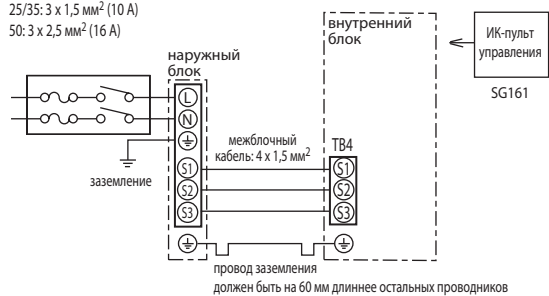 25/35: 3 x 1,5 мм² (10 А)
50: 3 x 2,5 мм² (16 А)
наружный
блок
внутренний
блок
ИК-пульт
управления
SG161
L
N
заземление
межблочный
кабель: 4 x 1,5 мм²
TB4
S1
S2
S3
S1
S2
S3
провод заземления
должен быть на 60 мм длиннее остальных проводников